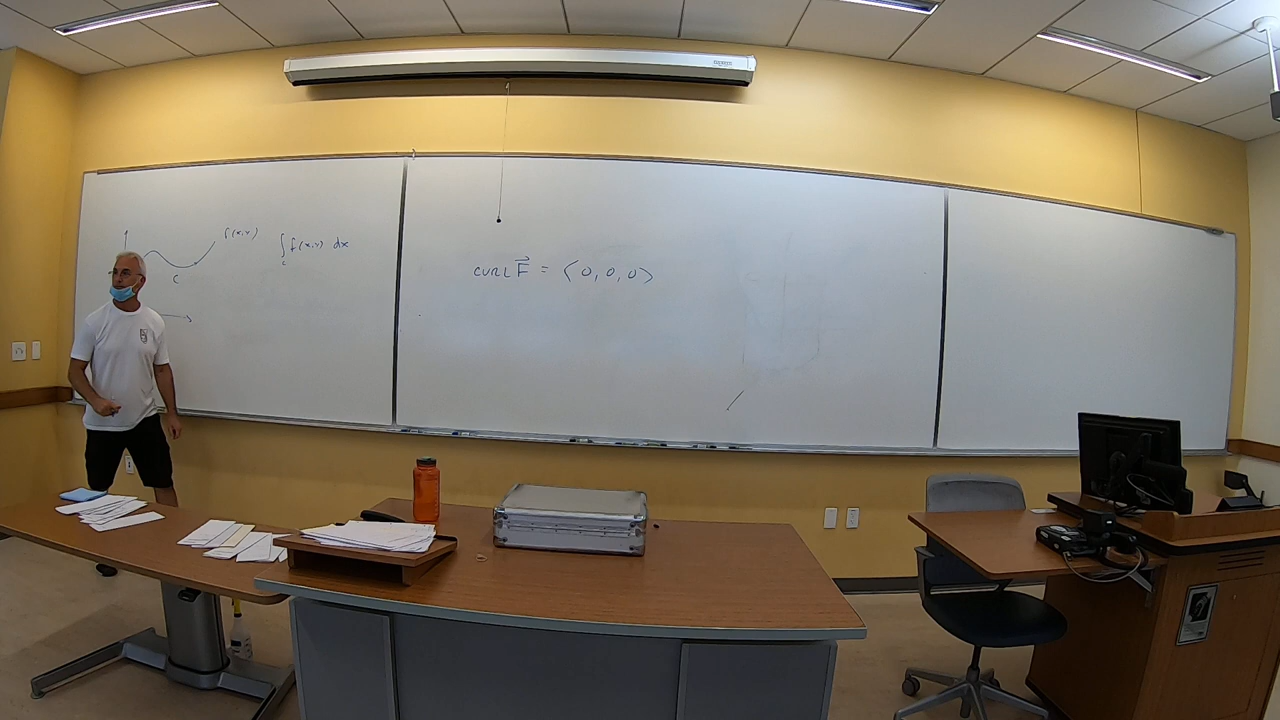 f(x,y)
∫ f(x,y) dx
c
C
CURL F⃗ = ⟨0,0,0⟩